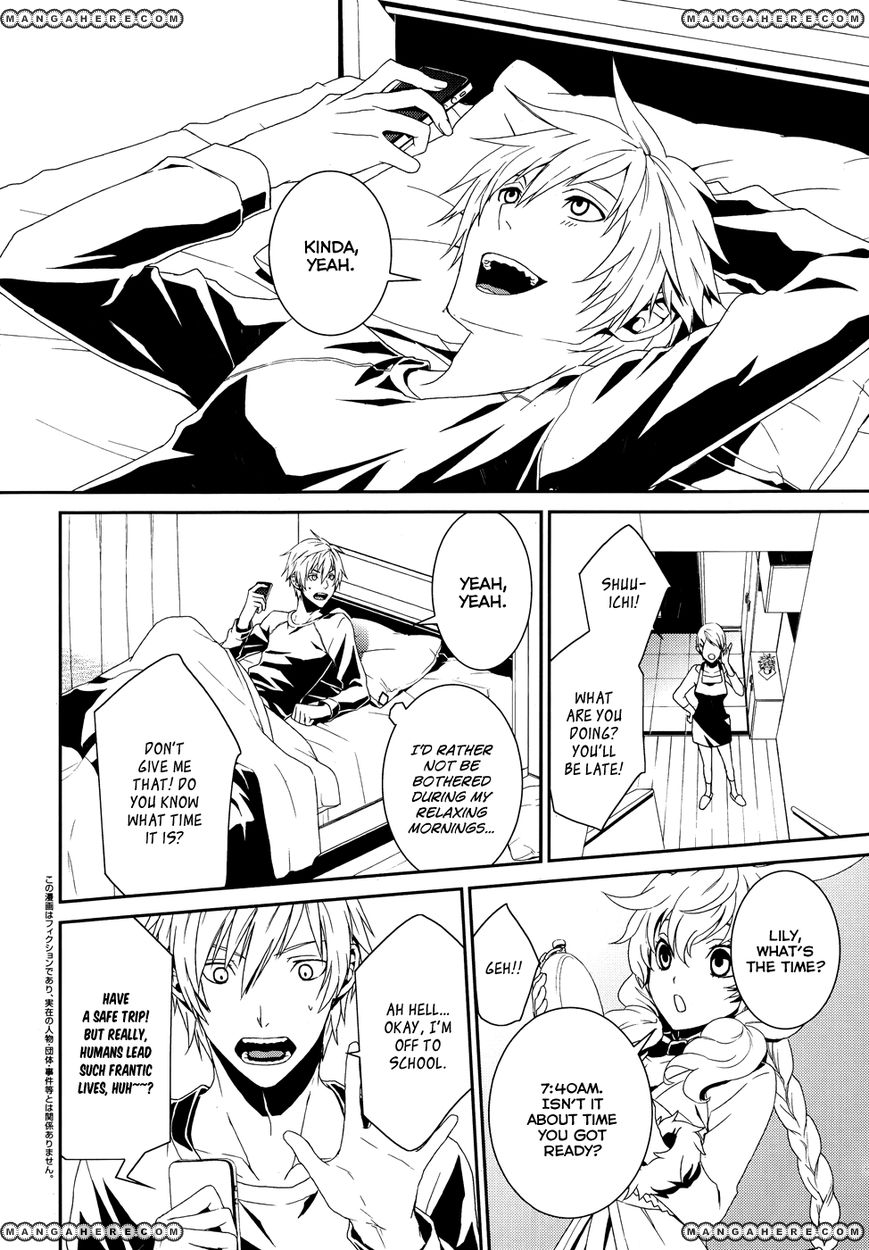 MANGAHERE.COM
MANGAHERE.COM
KINDA,
YEAH.
SHUU-
ICHI!
WHAT
ARE YOU
DOING?
YOU'LL
BE LATE!
YEAH,
YEAH.
I'D RATHER
NOT BE
BOTHERED
DURING MY
RELAXING
MORNINGS...
DON'T
GIVE ME
THAT! DO
YOU KNOW
WHAT TIME
IT IS?
LILY,
WHAT'S
THE TIME?
7:40AM.
ISN'T IT
ABOUT TIME
YOU GOT
READY?
GEH!!
AH HELL...
OKAY, I'M
OFF TO
SCHOOL.
HAVE
A SAFE TRIP!
BUT REALLY,
HUMANS LEAD
SUCH FRANTIC
LIVES, HUH~~?
この漫画はフィクションであり、実在の人物・団体・事件等とは関係ありません。
MANGAHERE.COM
MANGAHERE.COM